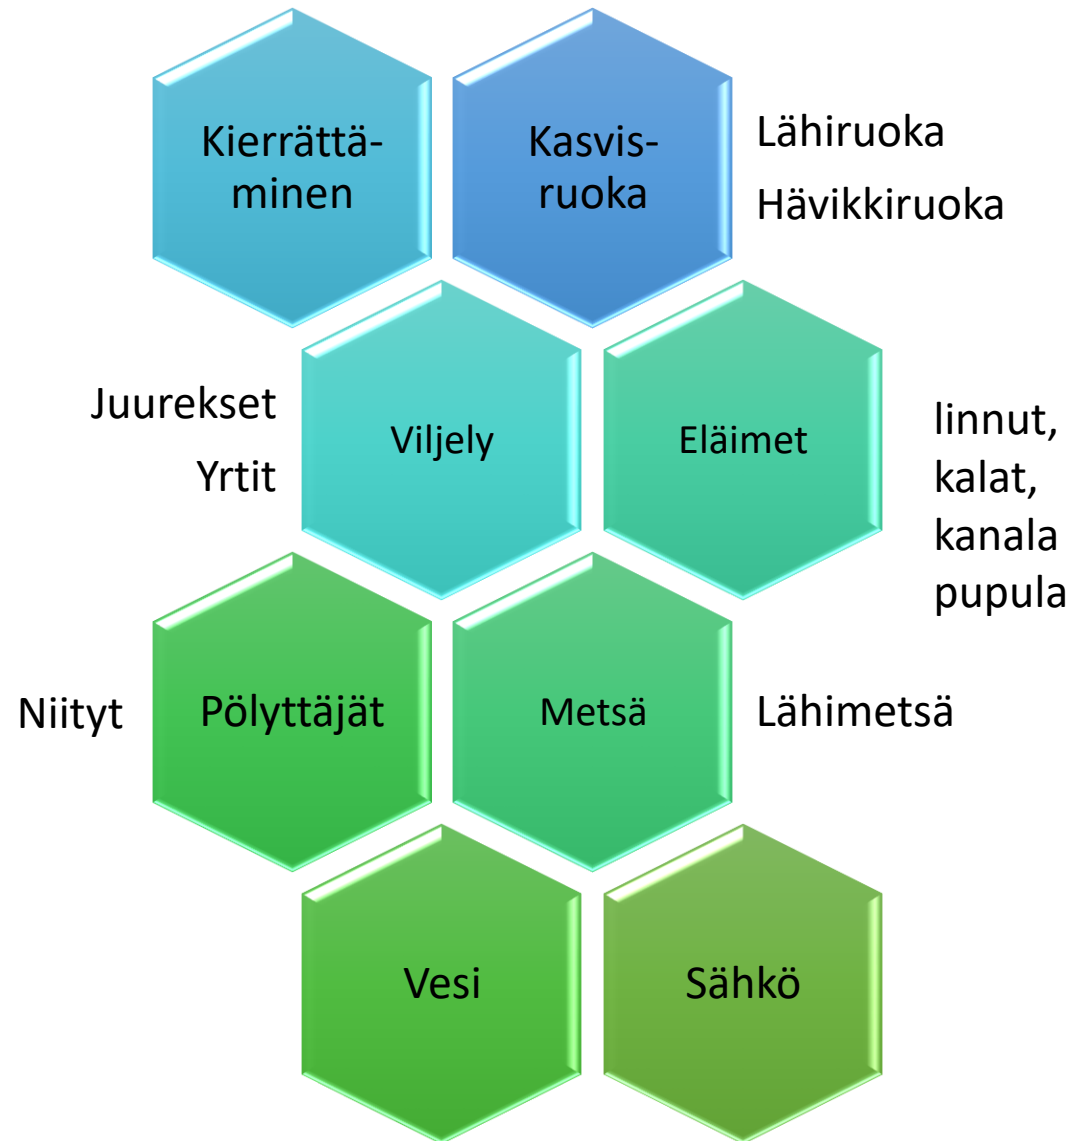 Kierrättä-
minen
Kasvis-
ruoka
Lähiruoka
Hävikkiruoka
Juurekset
Yrtit
Viljely
Eläimet
linnut,
kalat,
kanala
pupula
Niityt
Pölyttäjät
Metsä
Lähimetsä
Vesi
Sähkö